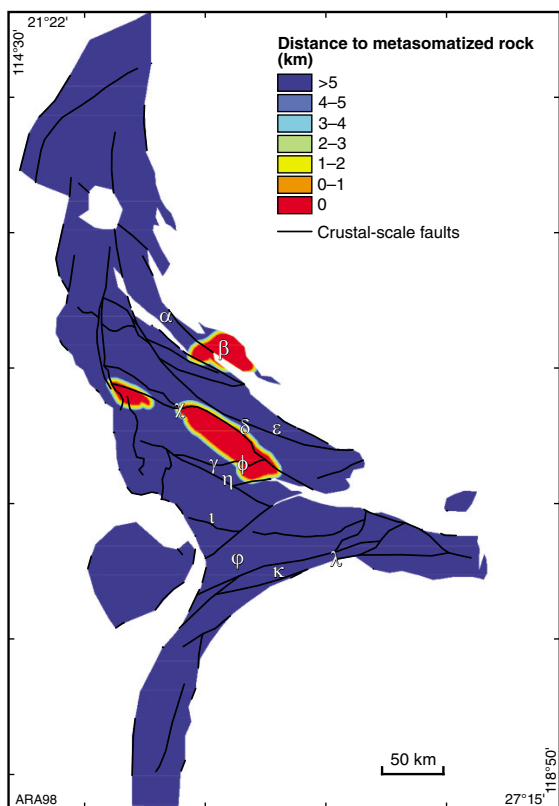 21°22'
114°30'
Distance to metasomatized rock
(km)
>5
4–5
3–4
2–3
1–2
0–1
0
Crustal-scale faults
α
β
χ
δ
ε
γ
ϕ
η
ι
φ
κ
λ
50 km
ARA98
27°15'
118°50'